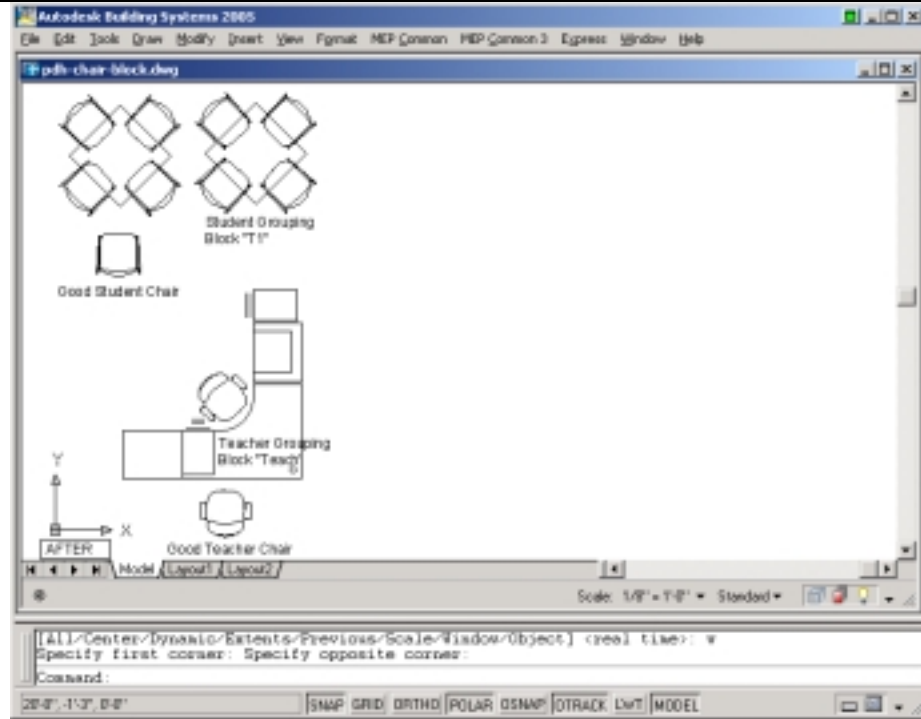 Autodesk Building Systems 2005
File Edit Tools Draw Modify Insert View Format MEP Common MEP Common 3 Express Window Help
pdh-chair-block.dwg
Student Grouping
Block "T1"
Good Student Chair
Teacher Grouping
Block "Teach"
Y
X
Good Teacher Chair
AFTER
Model Layout1 Layout2
Scale: 1/8" = 1'-0" Standard
[All/Center/Dynamic/Extents/Previous/Scale/Window/Object] <real time>: w
Specify first corner: Specify opposite corner:
Command:
SNAP GRID ORTHO POLAR OSNAP OTRACK LWT MODEL